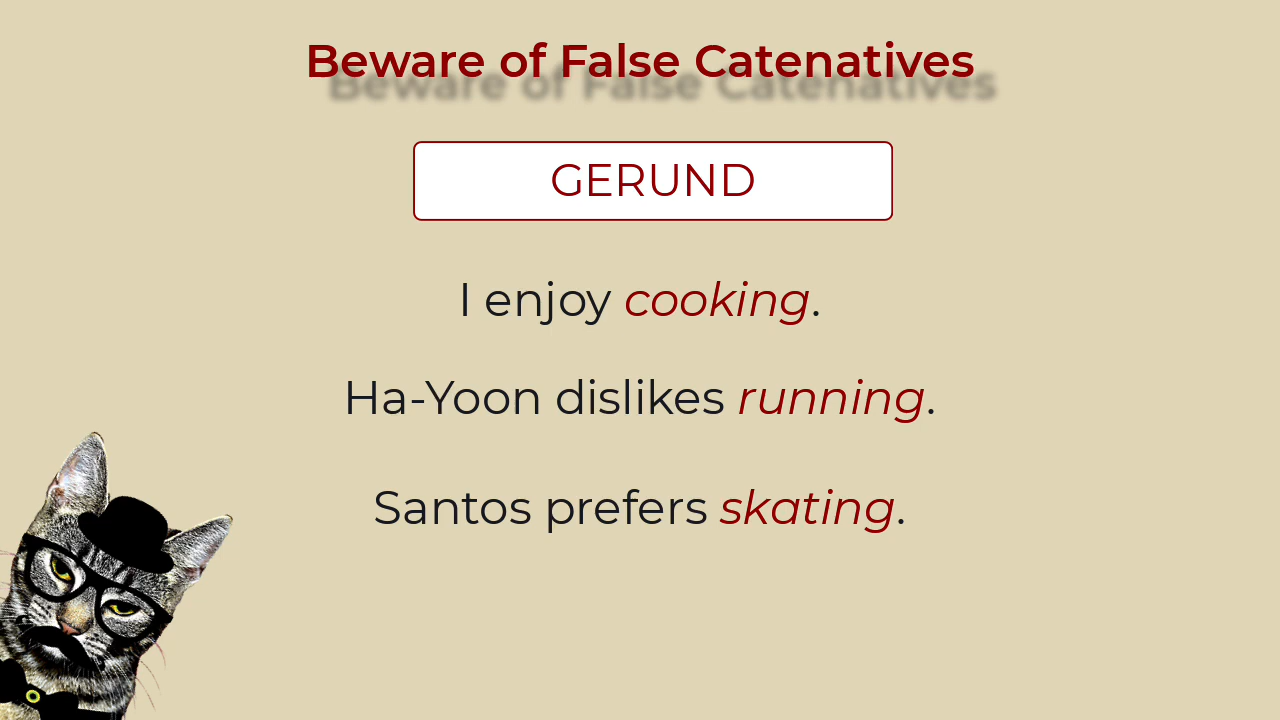 Beware of False Catenatives
GERUND
I enjoy cooking.
Ha-Yoon dislikes running.
Santos prefers skating.